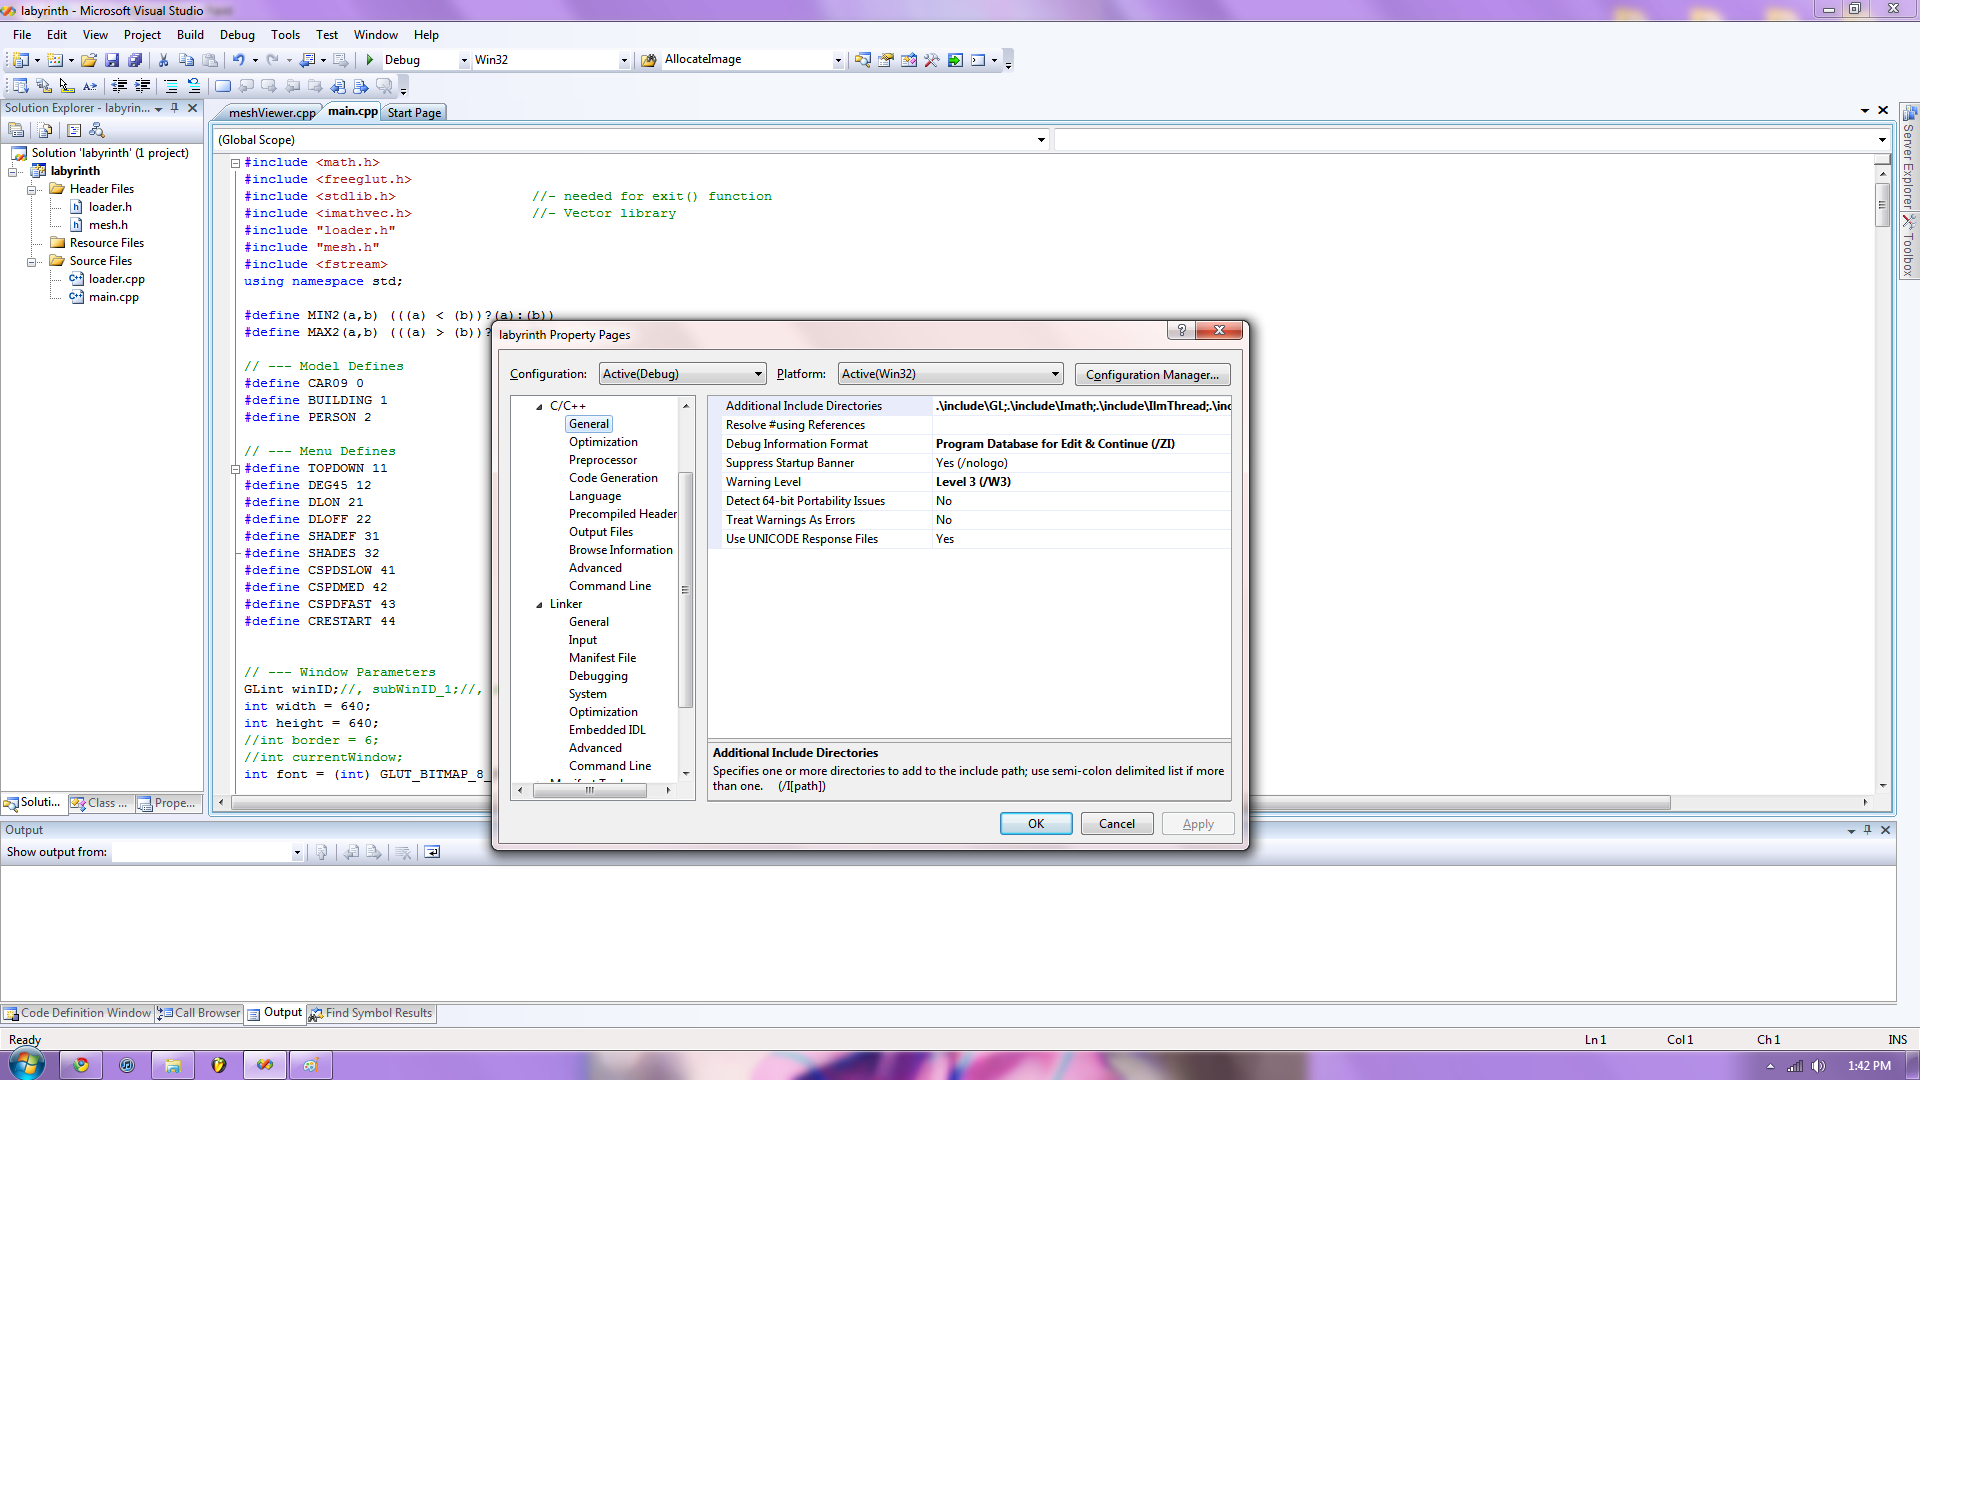 labyrinth - Microsoft Visual Studio
File Edit View Project Build Debug Tools Test Window Help
Debug Win32 AllocateImage
Solution Explorer - labyrin...
meshViewer.cpp main.cpp Start Page
(Global Scope)
Solution 'labyrinth' (1 project)
labyrinth
Header Files
loader.h
mesh.h
Resource Files
Source Files
loader.cpp
main.cpp
Soluti... Class ... Prope...
#include <math.h>
#include <freeglut.h>
#include <stdlib.h> //- needed for exit() function
#include <imathvec.h> //- Vector library
#include "loader.h"
#include "mesh.h"
#include <fstream>
using namespace std;
#define MIN2(a,b) (((a) < (b))?(a):(b))
#define MAX2(a,b) (((a) > (b))?
// --- Model Defines
#define CAR09 0
#define BUILDING 1
#define PERSON 2
// --- Menu Defines
#define TOPDOWN 11
#define DEG45 12
#define DLON 21
#define DLOFF 22
#define SHADEF 31
#define SHADES 32
#define CSPDSLOW 41
#define CSPDMED 42
#define CSPDFAST 43
#define CRESTART 44
// --- Window Parameters
GLint winID;//, subWinID_1;//,
int width = 640;
int height = 640;
//int border = 6;
//int currentWindow;
int font = (int) GLUT_BITMAP_8_
Server Explorer
Toolbox
labyrinth Property Pages
Configuration: Active(Debug) Platform: Active(Win32) Configuration Manager...
C/C++
General
Optimization
Preprocessor
Code Generation
Language
Precompiled Header
Output Files
Browse Information
Advanced
Command Line
Linker
General
Input
Manifest File
Debugging
System
Optimization
Embedded IDL
Advanced
Command Line
Additional Include Directories .\include\GL;.\include\Imath;.\include\IlmThread;.\inc
Resolve #using References
Debug Information Format Program Database for Edit & Continue (/ZI)
Suppress Startup Banner Yes (/nologo)
Warning Level Level 3 (/W3)
Detect 64-bit Portability Issues No
Treat Warnings As Errors No
Use UNICODE Response Files Yes
Additional Include Directories
Specifies one or more directories to add to the include path; use semi-colon delimited list if more
than one. (/I[path])
OK Cancel Apply
Output
Show output from:
Code Definition Window Call Browser Output Find Symbol Results
Ready Ln 1 Col 1 Ch 1 INS
1:42 PM